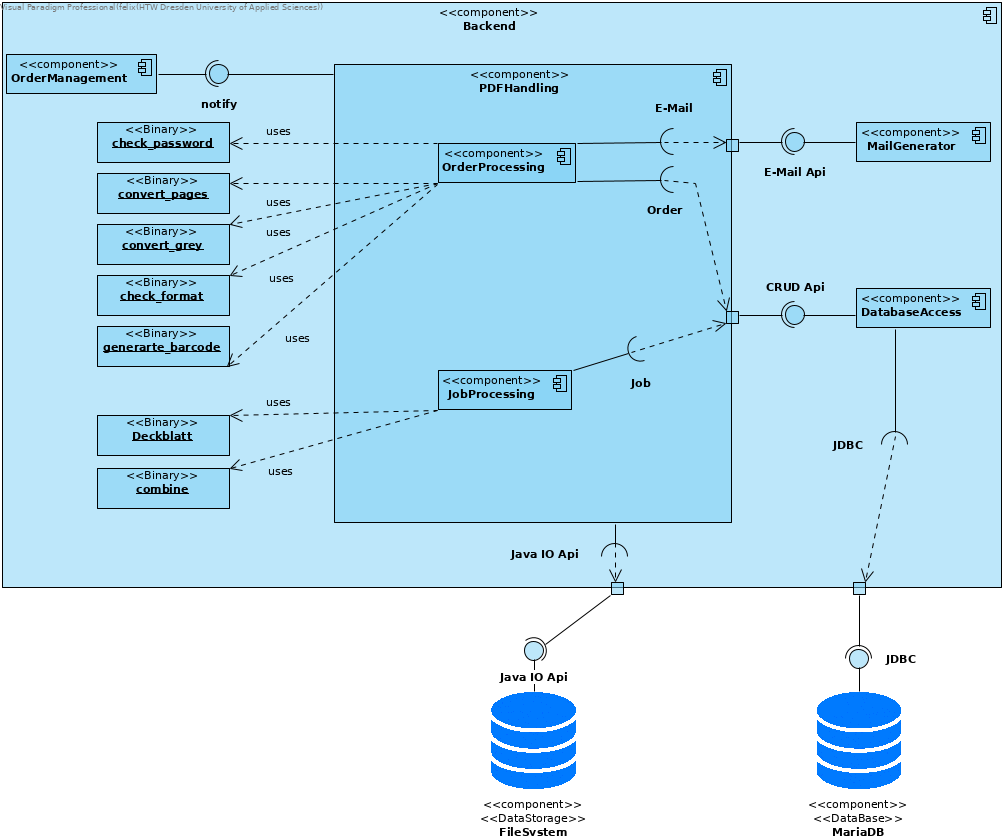 Visual Paradigm Professional(felix(HTW Dresden University of Applied Sciences))
<<component>>
Backend
<<component>>
OrderManagement
notify
<<component>>
PDFHandling
E-Mail
<<component>>
MailGenerator
E-Mail Api
<<Binary>>
check_password
uses
<<component>>
OrderProcessing
<<Binary>>
convert_pages
uses
Order
<<Binary>>
convert_grey
uses
<<Binary>>
check_format
uses
CRUD Api
<<component>>
DatabaseAccess
<<Binary>>
generarte_barcode
uses
<<component>>
JobProcessing
Job
<<Binary>>
Deckblatt
uses
JDBC
<<Binary>>
combine
uses
Java IO Api
Java IO Api
JDBC
<<component>>
<<DataStorage>>
FileSystem
<<component>>
<<DataBase>>
MariaDB